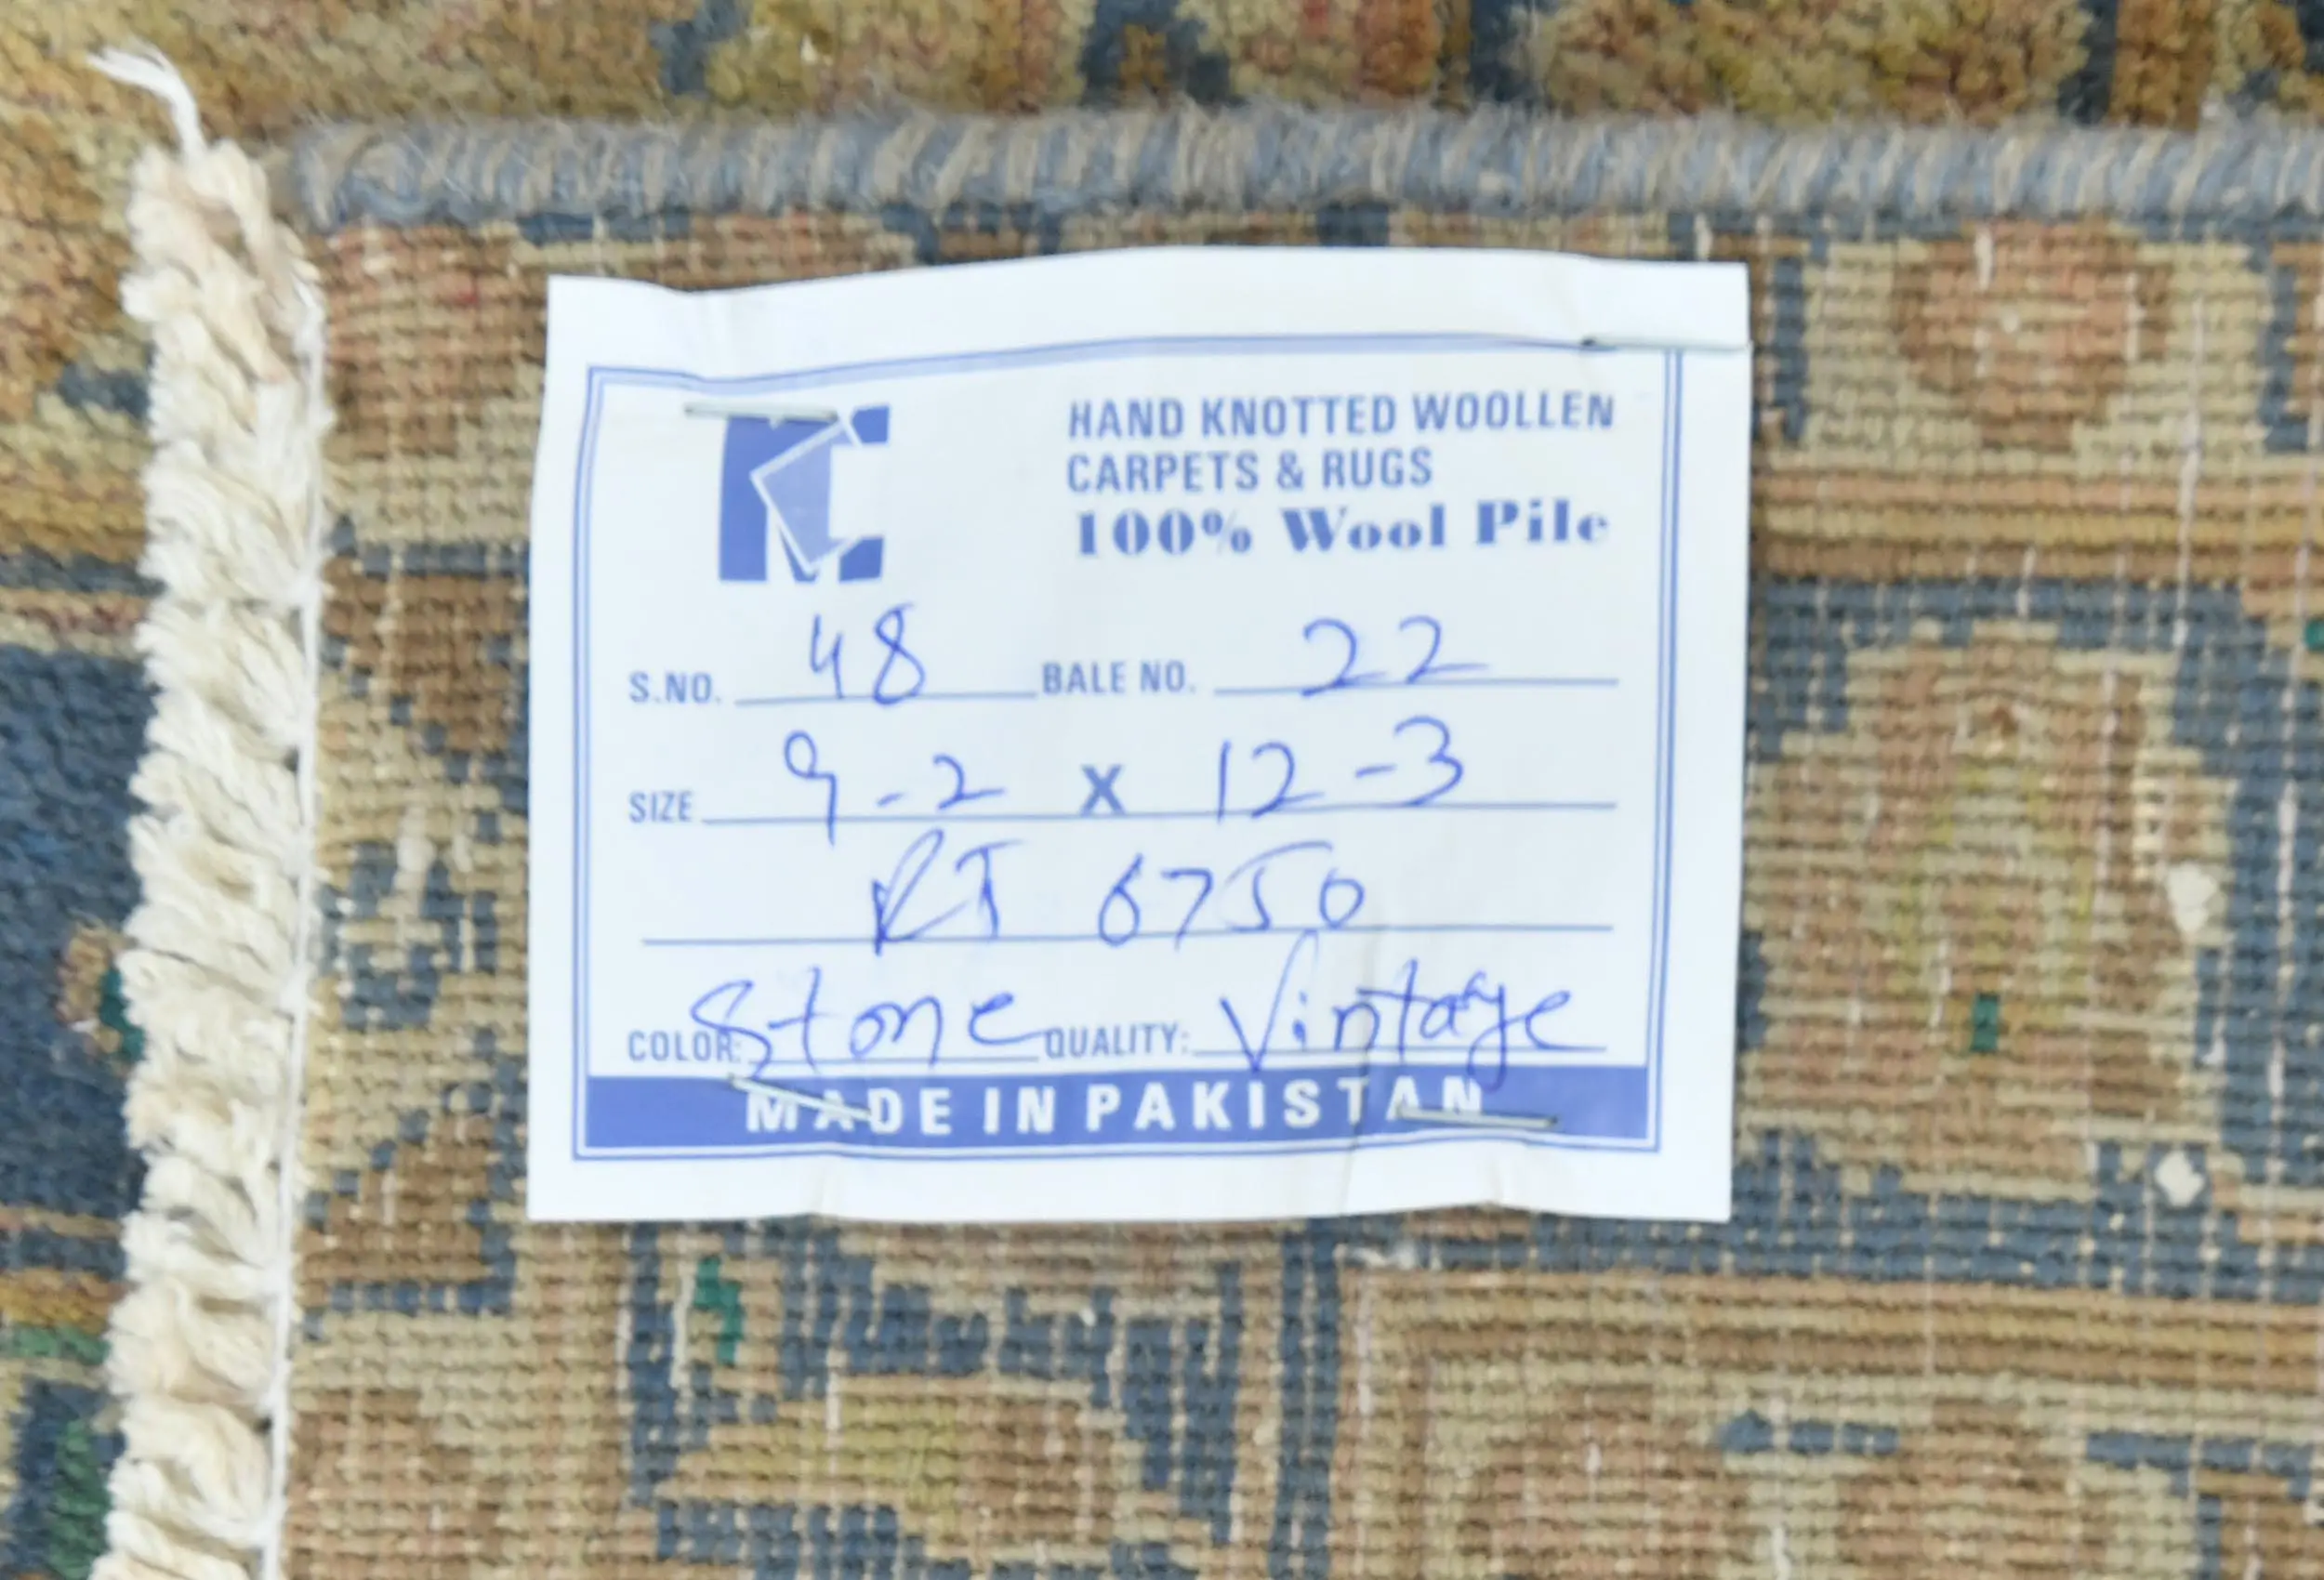 HAND KNOTTED WOOLLEN
CARPETS & RUGS
100% Wool Pile
S.NO. 48 BALE NO. 22
SIZE 9-2 X 12-3
RT 6750
COLOR: Stone QUALITY: Vintage
MADE IN PAKISTAN